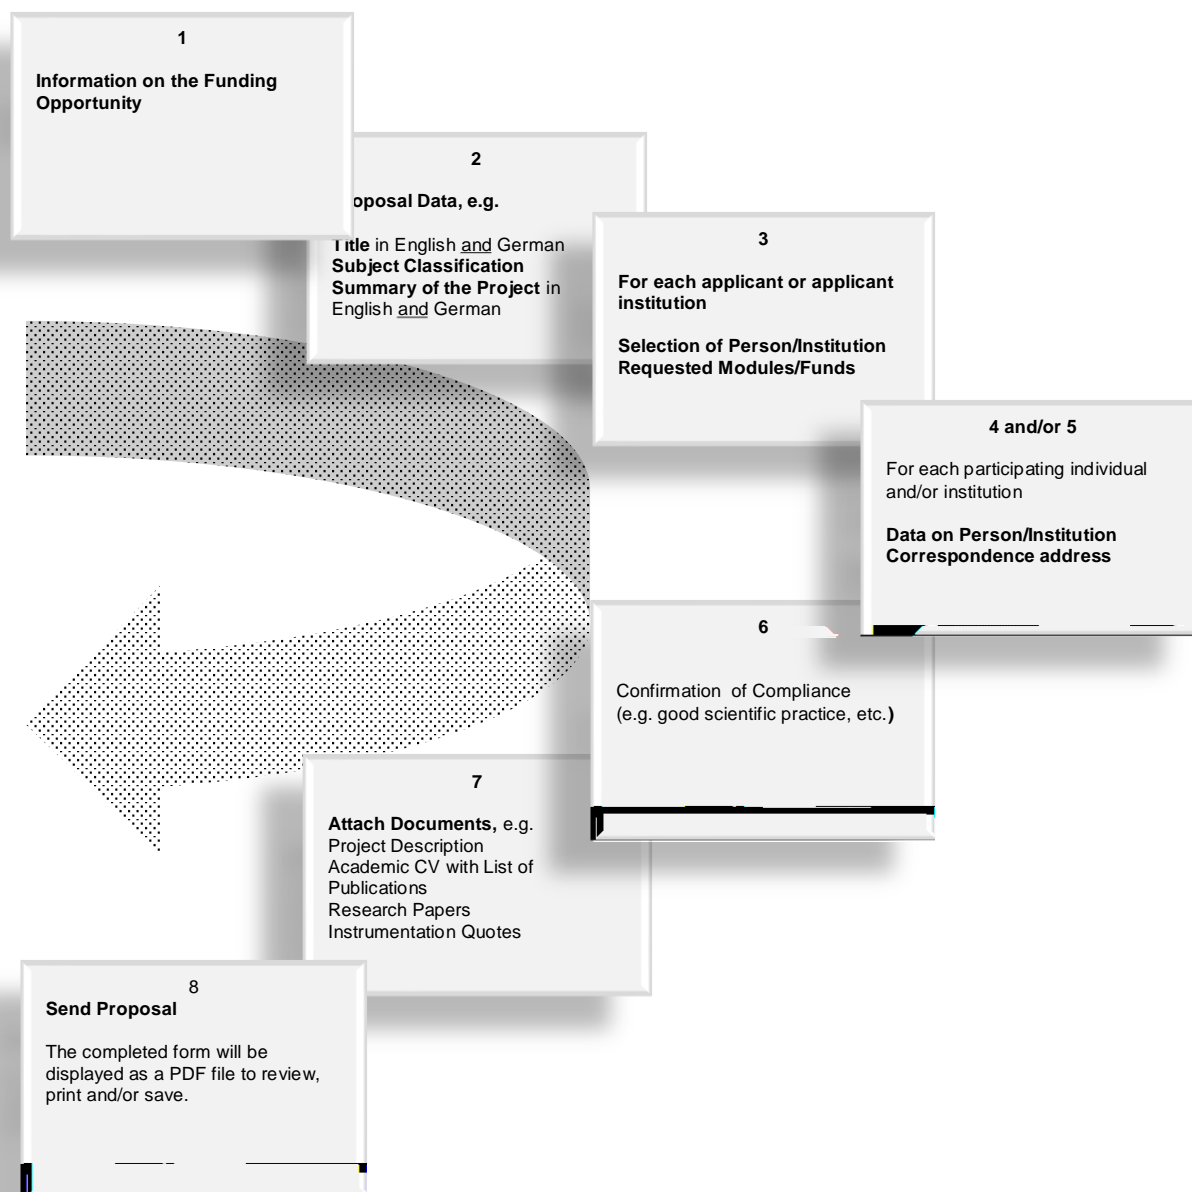 1
Information on the Funding
Opportunity
2
oposal Data, e.g.
Title in English and German
Subject Classification
Summary of the Project in
English and German
3
For each applicant or applicant
institution
Selection of Person/Institution
Requested Modules/Funds
4 and/or 5
For each participating individual
and/or institution
Data on Person/Institution
Correspondence address
6
Confirmation of Compliance
(e.g. good scientific practice, etc.)
7
Attach Documents, e.g.
Project Description
Academic CV with List of
Publications
Research Papers
Instrumentation Quotes
8
Send Proposal
The completed form will be
displayed as a PDF file to review,
print and/or save.